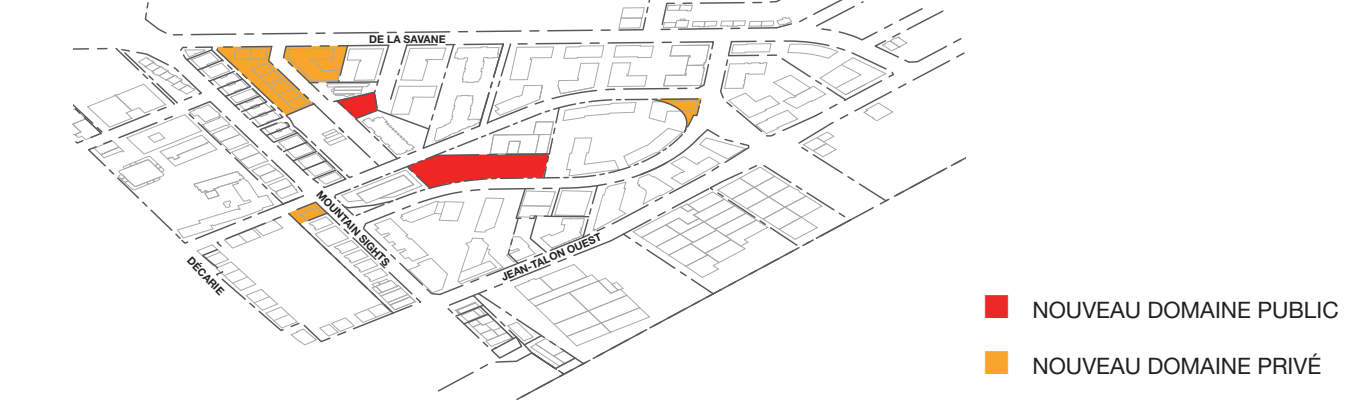 DE LA SAVANE
MOUNTAIN SIGHTS
DÉCARIE
JEAN-TALON OUEST
NOUVEAU DOMAINE PUBLIC
NOUVEAU DOMAINE PRIVÉ